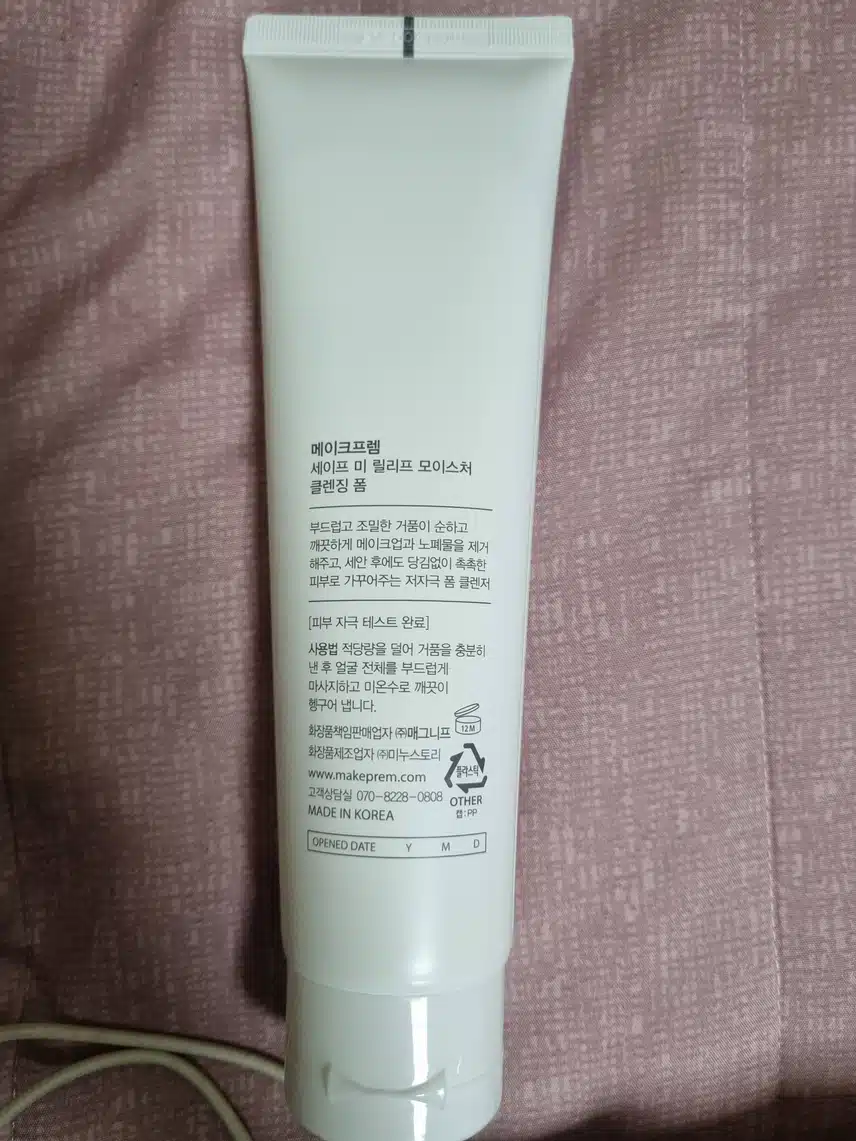 메이크프렘
세이프 미 릴리프 모이스처
클렌징 폼
부드럽고 조밀한 거품이 순하고
깨끗하게 메이크업과 노폐물을 제거
해주고, 세안 후에도 당김없이 촉촉한
피부로 가꾸어주는 저자극 폼 클렌저
[피부 자극 테스트 완료]
사용법 적당량을 덜어 거품을 충분히
낸 후 얼굴 전체를 부드럽게
마사지하고 미온수로 깨끗이
헹구어 냅니다.
12M
화장품책임판매업자 ㈜매그니프
화장품제조업자 ㈜미누스토리
플라스틱
www.makeprem.com
고객상담실 070-8228-0808
OTHER
캡:PP
MADE IN KOREA
OPENED DATE Y M D